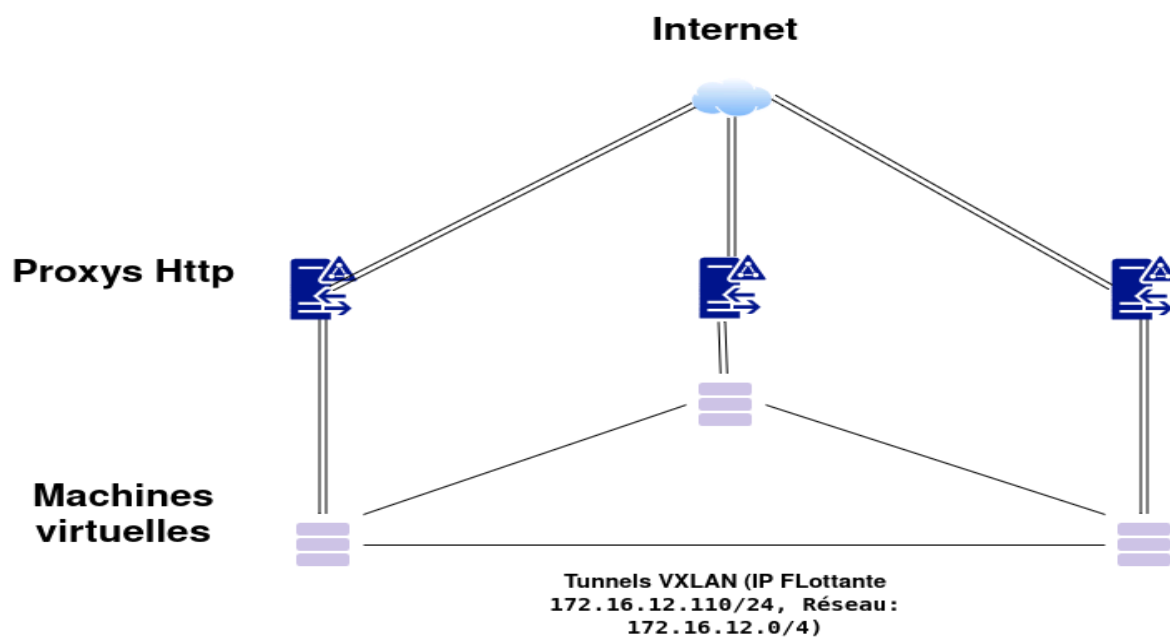 Internet
Proxys Http
Machines
virtuelles
Tunnels VXLAN (IP FLottante
172.16.12.110/24, Réseau:
172.16.12.0/4)